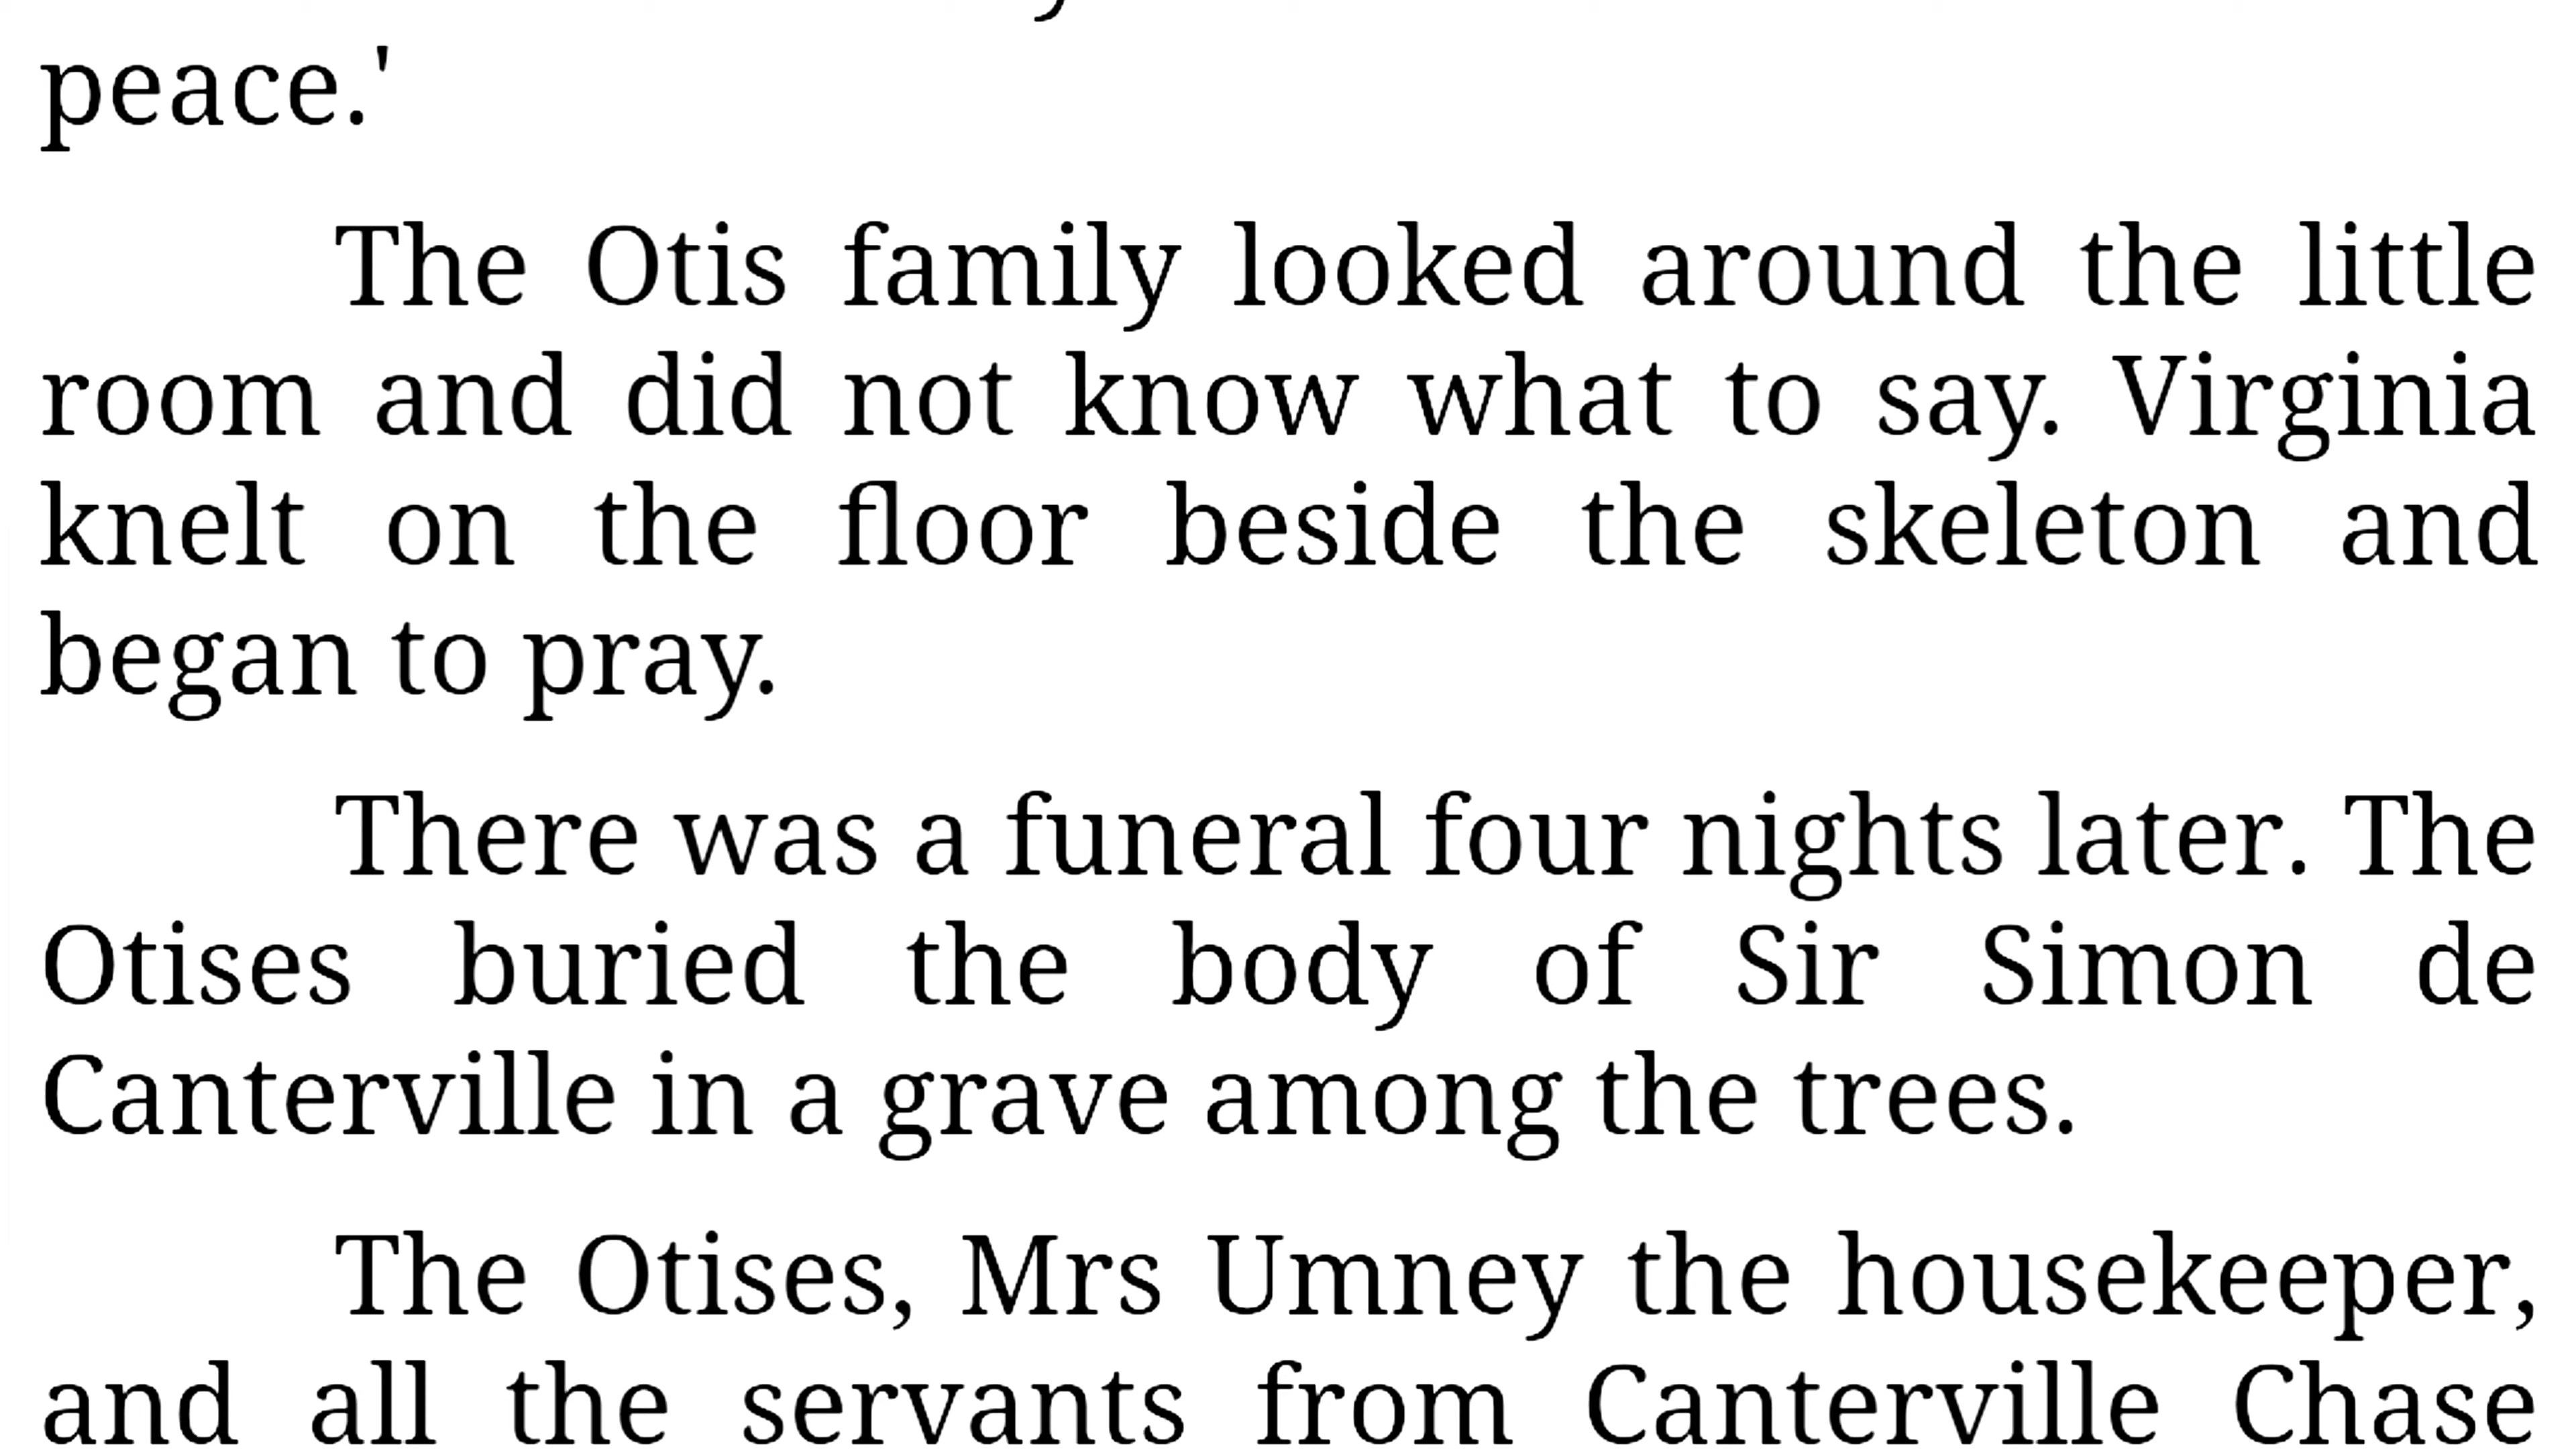 peace.'
The Otis family looked around the little
room and did not know what to say. Virginia
knelt on the floor beside the skeleton and
began to pray.
There was a funeral four nights later. The
Otises buried the body of Sir Simon de
Canterville in a grave among the trees.
The Otises, Mrs Umney the housekeeper,
and all the servants from Canterville Chase